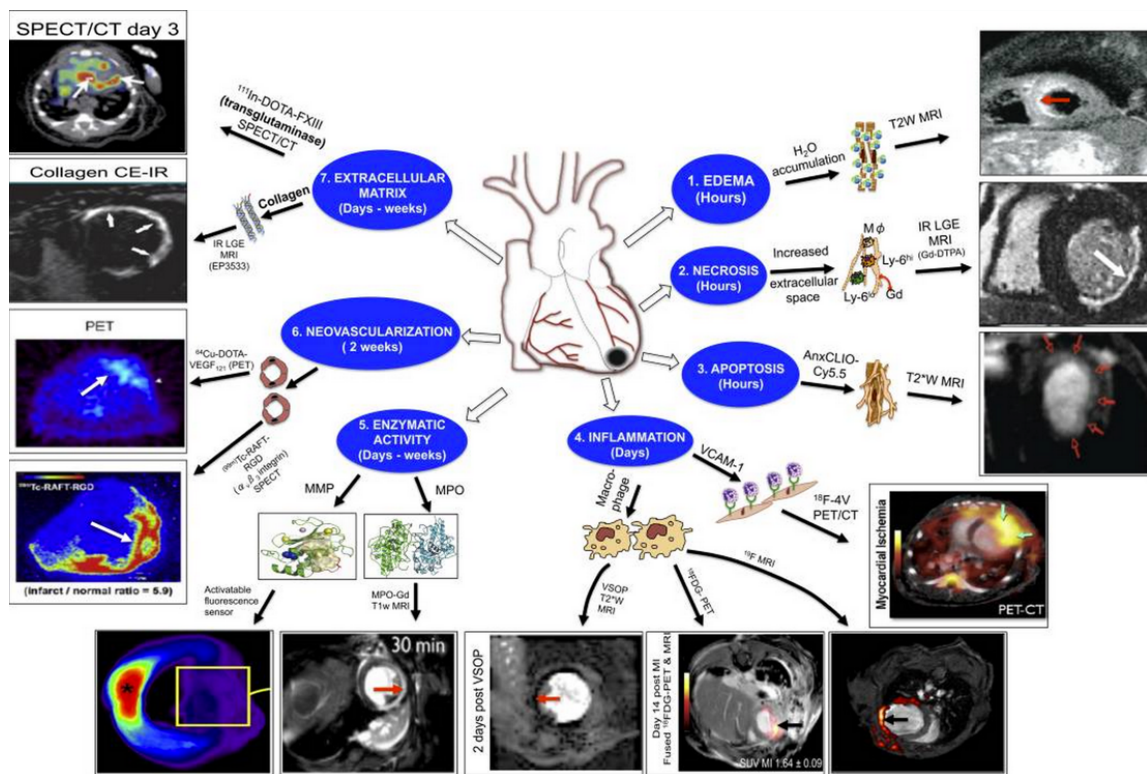 SPECT/CT day 3
111In-DOTA-FXIII
(transglutaminase)
SPECT/CT
7. EXTRACELLULAR
MATRIX
(Days - weeks)
Collagen CE-IR
Collagen
IR LGE
MRI
(EP3533)
1. EDEMA
(Hours)
H2O
accumulation
T2W MRI
2. NECROSIS
(Hours)
Increased
extracellular
space
M ϕ
Ly-6hi
Ly-6lo
Gd
IR LGE
MRI
(Gd-DTPA)
3. APOPTOSIS
(Hours)
AnxCLIO-
Cy5.5
T2*W MRI
6. NEOVASCULARIZATION
( 2 weeks)
PET
64Cu-DOTA-
VEGF121 (PET)
(99m)Tc-RAFT-
RGD
(αvβ3 integrin)
SPECT
Tc-RAFT-RGD
(infarct / normal ratio = 5.9)
5. ENZYMATIC
ACTIVITY
(Days - weeks)
MMP
MPO
Activatable
fluorescence
sensor
MPO-Gd
T1w MRI
*
30 min
4. INFLAMMATION
(Days)
Macro-
phage
VCAM-1
18F-4V
PET/CT
VSOP
T2*W
MRI
18FDG- PET
19F MRI
Myocardial Ischemia
PET-CT
2 days post VSOP
Day 14 post MI
Fused 18FDG-PET & MRI
SUV MI 1.64 ± 0.09